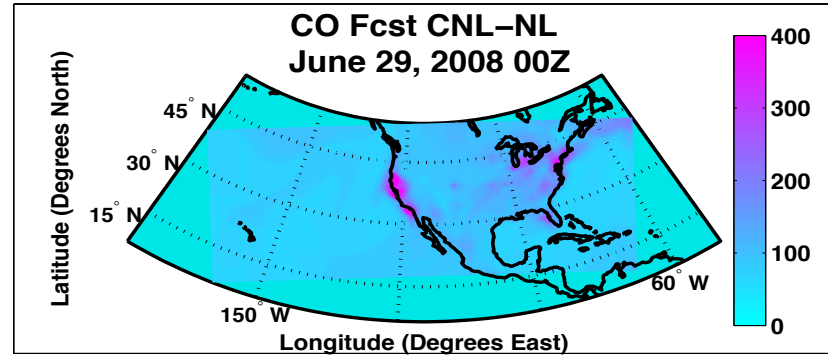 CO Fcst CNL−NL
June 29, 2008 00Z
400
300
200
100
0
Latitude (Degrees North)
45° N
30° N
15° N
150° W
60° W
Longitude (Degrees East)